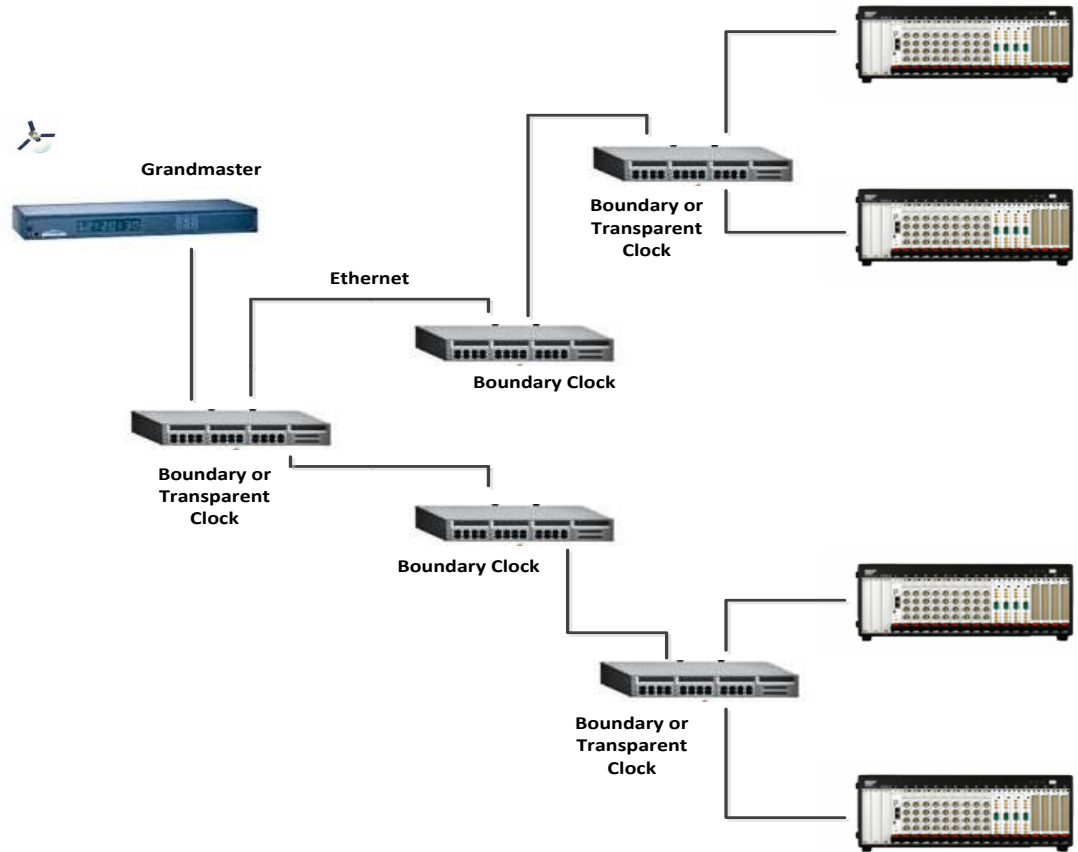 Grandmaster
Ethernet
Boundary or
Transparent
Clock
Boundary Clock
Boundary or
Transparent
Clock
Boundary Clock
Boundary or
Transparent
Clock